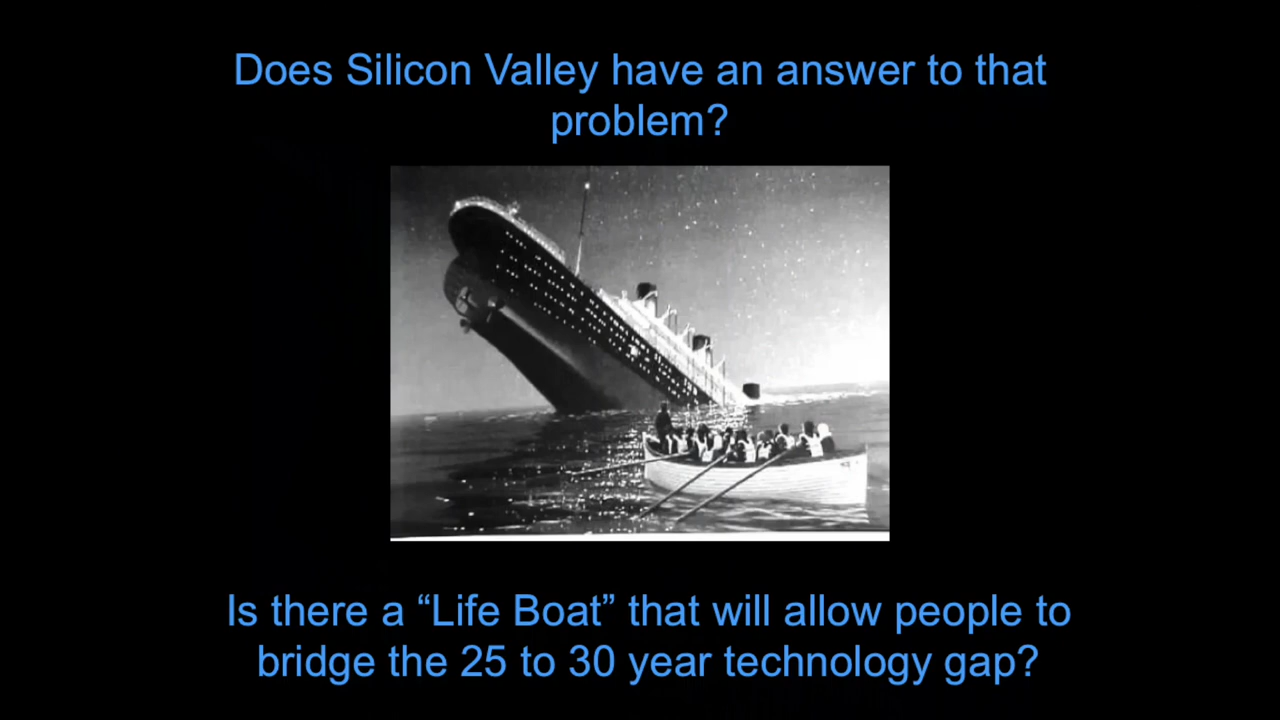 Does Silicon Valley have an answer to that
problem?
Is there a “Life Boat” that will allow people to
bridge the 25 to 30 year technology gap?